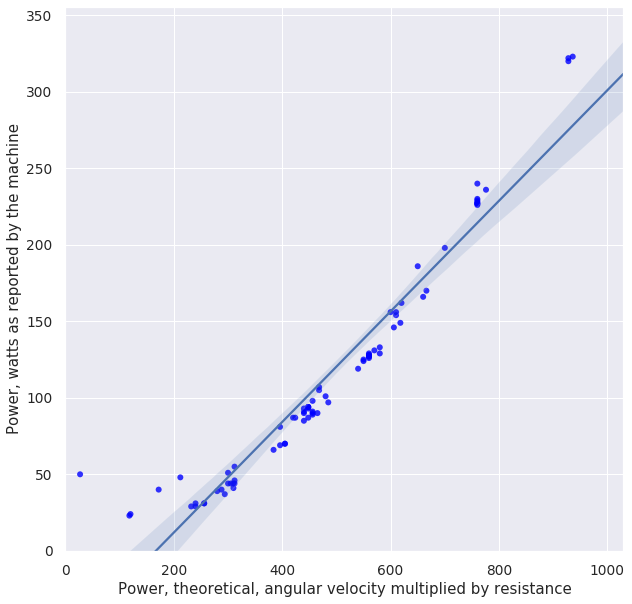 350
300
250
200
150
100
50
0
Power, watts as reported by the machine
0 200 400 600 800 1000
Power, theoretical, angular velocity multiplied by resistance